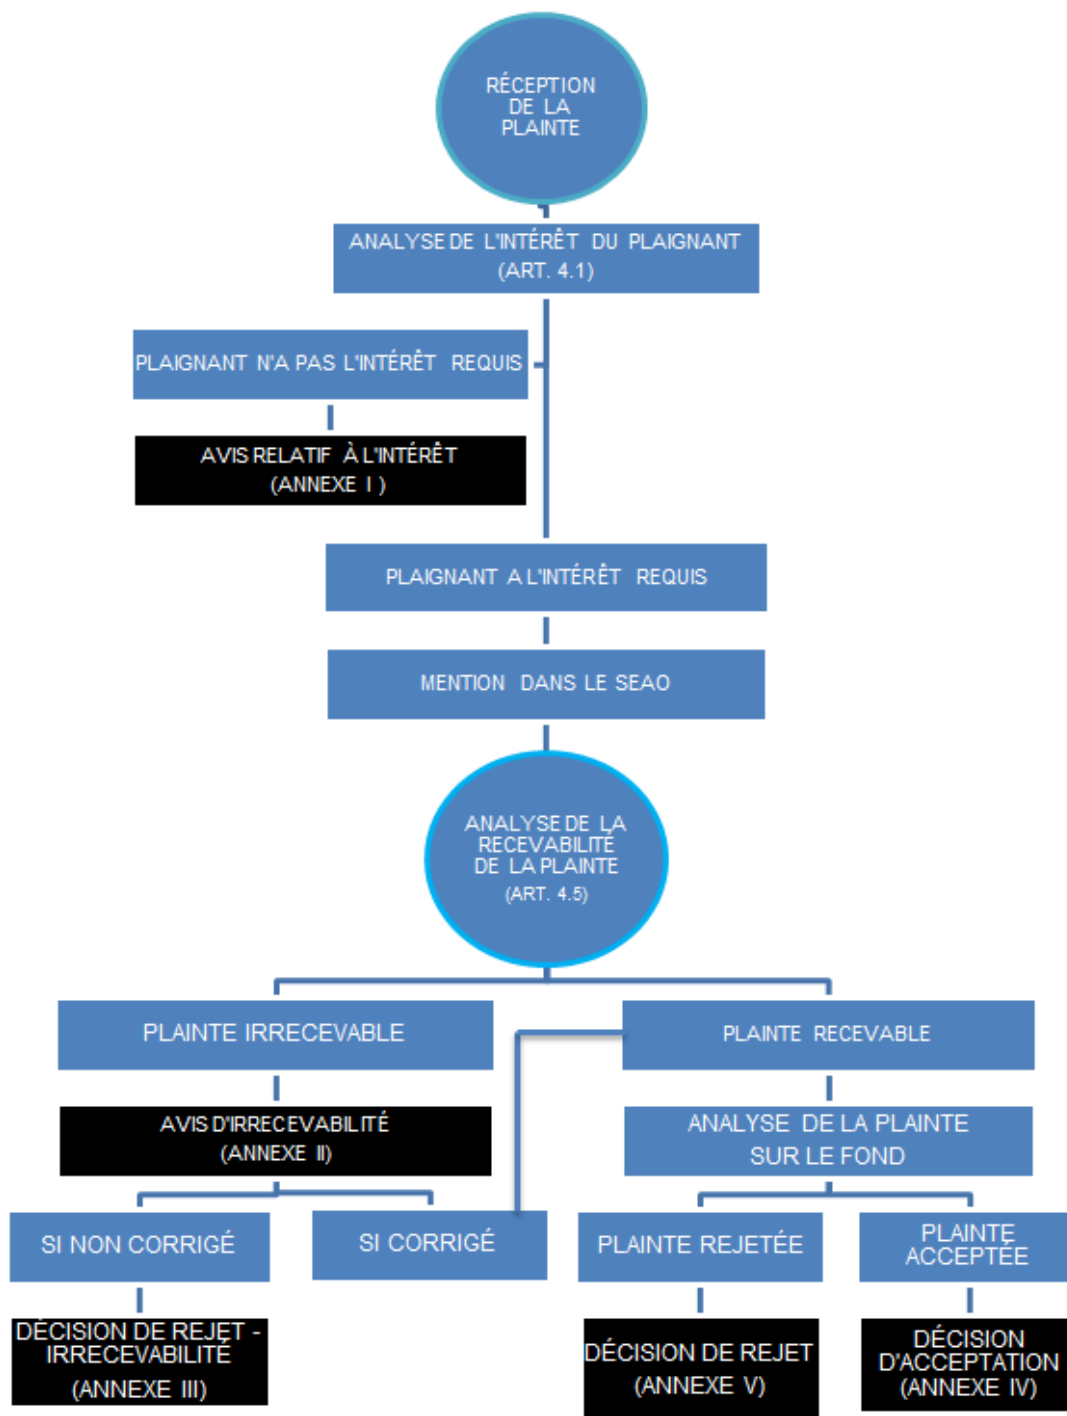 RÉCEPTION
DE LA
PLAINTE
ANALYSE DE L'INTÉRÊT DU PLAIGNANT
(ART. 4.1)
PLAIGNANT N'A PAS L'INTÉRÊT REQUIS
AVIS RELATIF À L'INTÉRÊT
(ANNEXE I )
PLAIGNANT A L'INTÉRÊT REQUIS
MENTION DANS LE SEAO
ANALYSE DE LA
RECEVABILITÉ
DE LA PLAINTE
(ART. 4.5)
PLAINTE IRRECEVABLE
PLAINTE RECEVABLE
AVIS D'IRRECEVABILITÉ
(ANNEXE II)
ANALYSE DE LA PLAINTE
SUR LE FOND
SI NON CORRIGÉ
SI CORRIGÉ
PLAINTE REJETÉE
PLAINTE
ACCEPTÉE
DÉCISION DE REJET -
IRRECEVABILITÉ
(ANNEXE III)
DÉCISION DE REJET
(ANNEXE V)
DÉCISION
D'ACCEPTATION
(ANNEXE IV)